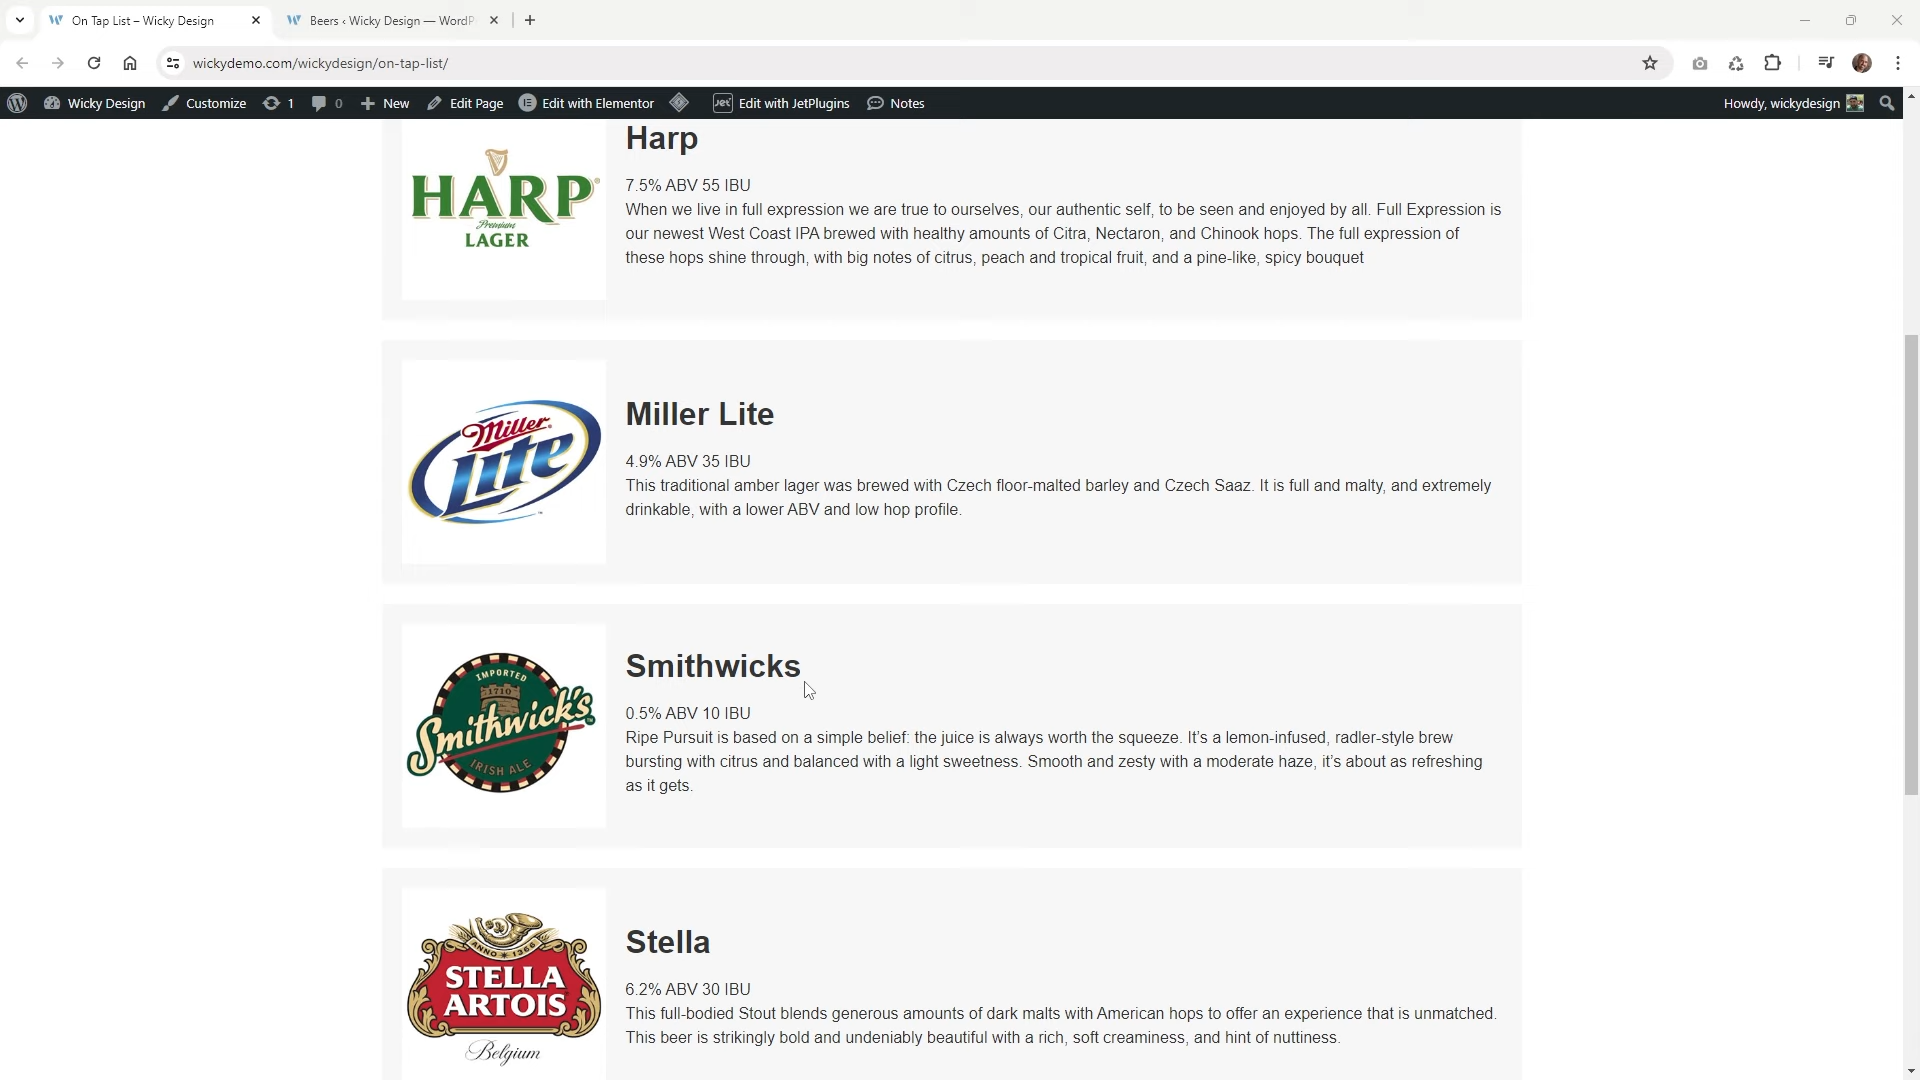 On Tap List – Wicky Design
Beers ‹ Wicky Design — WordP
wickydemo.com/wickydesign/on-tap-list/
Wicky Design
Customize
1
0
New
Edit Page
Edit with Elementor
Jet
Edit with JetPlugins
Notes
Howdy, wickydesign
HARP
Premium
LAGER
Harp
7.5% ABV 55 IBU
When we live in full expression we are true to ourselves, our authentic self, to be seen and enjoyed by all. Full Expression is
our newest West Coast IPA brewed with healthy amounts of Citra, Nectaron, and Chinook hops. The full expression of
these hops shine through, with big notes of citrus, peach and tropical fruit, and a pine-like, spicy bouquet
Miller
Lite
Miller Lite
4.9% ABV 35 IBU
This traditional amber lager was brewed with Czech floor-malted barley and Czech Saaz. It is full and malty, and extremely
drinkable, with a lower ABV and low hop profile.
IMPORTED
1710
Smithwick's
IRISH ALE
Smithwicks
0.5% ABV 10 IBU
Ripe Pursuit is based on a simple belief: the juice is always worth the squeeze. It's a lemon-infused, radler-style brew
bursting with citrus and balanced with a light sweetness. Smooth and zesty with a moderate haze, it's about as refreshing
as it gets.
ANNO 1366
STELLA
ARTOIS
Belgium
Stella
6.2% ABV 30 IBU
This full-bodied Stout blends generous amounts of dark malts with American hops to offer an experience that is unmatched.
This beer is strikingly bold and undeniably beautiful with a rich, soft creaminess, and hint of nuttiness.